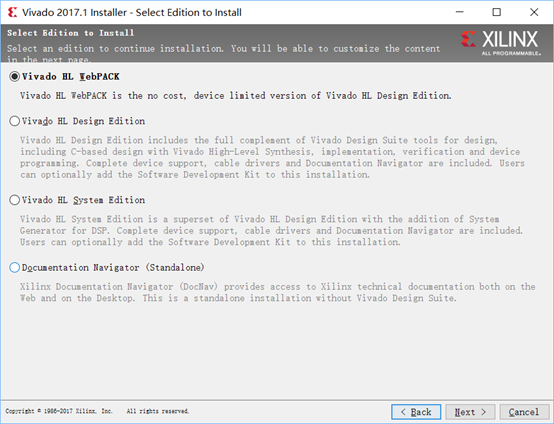 Vivado 2017.1 Installer - Select Edition to Install
Select Edition to Install
Select an edition to continue installation. You will be able to customize the content
in the next page.
XILINX
ALL PROGRAMMABLE.
Vivado HL WebPACK
Vivado HL WebPACK is the no cost, device limited version of Vivado HL Design Edition.
Vivado HL Design Edition
Vivado HL Design Edition includes the full complement of Vivado Design Suite tools for design,
including C-based design with Vivado High-Level Synthesis, implementation, verification and device
programming. Complete device support, cable drivers and Documentation Navigator are included. Users
can optionally add the Software Development Kit to this installation.
Vivado HL System Edition
Vivado HL System Edition is a superset of Vivado HL Design Edition with the addition of System
Generator for DSP. Complete device support, cable drivers and Documentation Navigator are included.
Users can optionally add the Software Development Kit to this installation.
Documentation Navigator (Standalone)
Xilinx Documentation Navigator (DocNav) provides access to Xilinx technical documentation both on the
Web and on the Desktop. This is a standalone installation without Vivado Design Suite.
Copyright © 1986-2017 Xilinx, Inc. All rights reserved.
< Back
Next >
Cancel